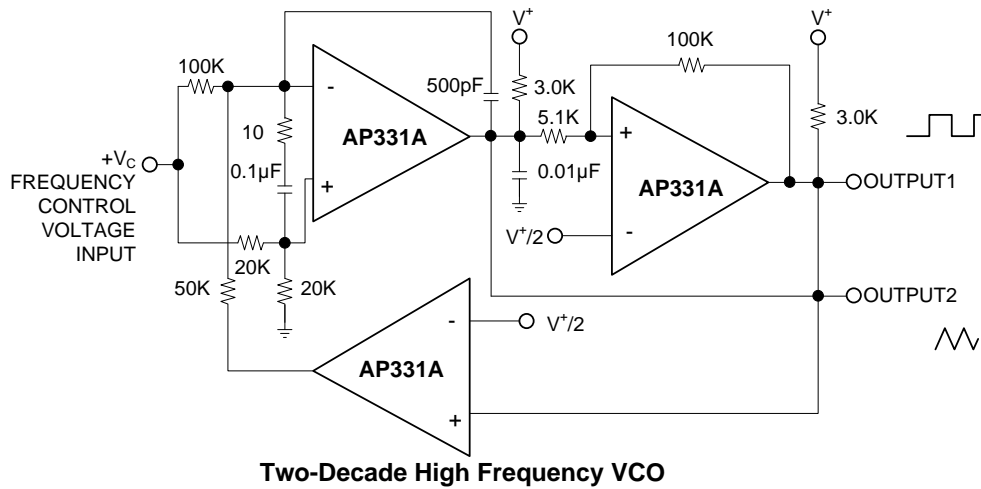 V+
V+
100K
100K
500pF
3.0K
3.0K
5.1K
-
+
10
AP331A
0.1µF
0.01µF
+
AP331A
+VC
FREQUENCY
CONTROL
VOLTAGE
INPUT
OUTPUT1
V+/2
-
20K
50K
20K
OUTPUT2
-
V+/2
AP331A
+
Two-Decade High Frequency VCO